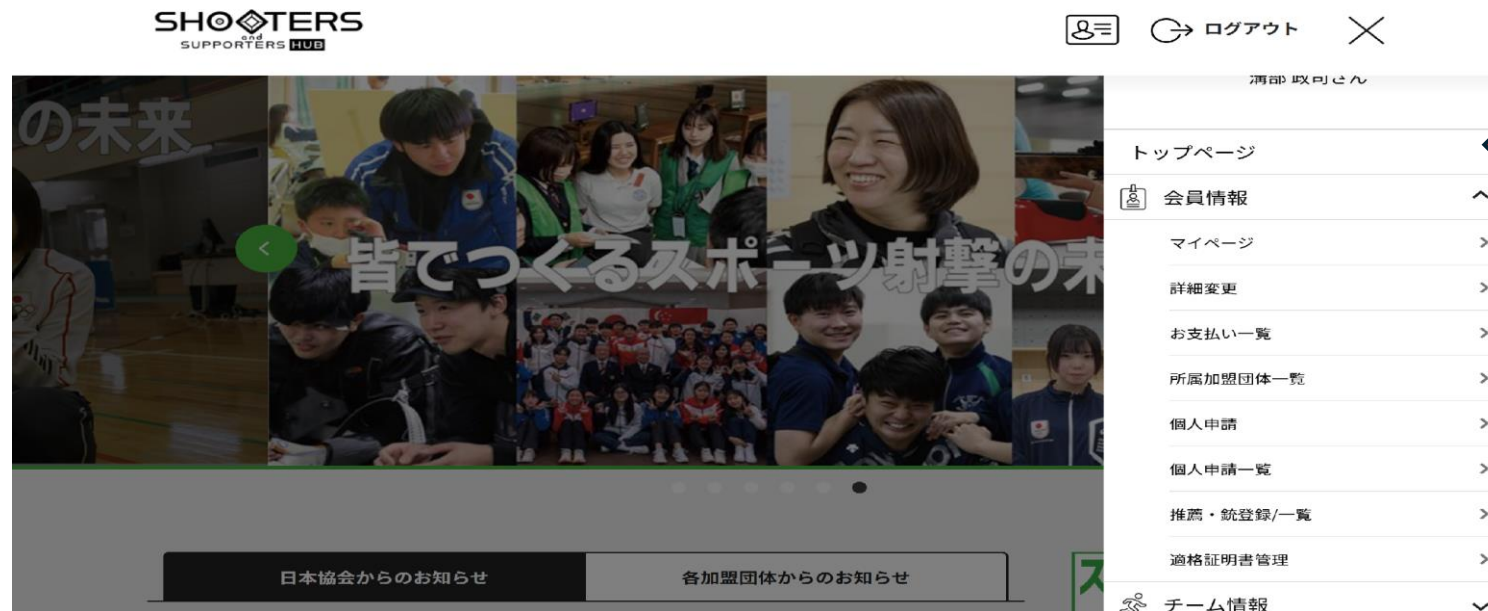 SHOOTERS
and
SUPPORTERS HUB
ログアウト
政司さん
の未来
皆でつくるスポーツ射撃の未
トップページ
会員情報
マイページ
詳細変更
お支払い一覧
所属加盟団体一覧
個人申請
個人申請一覧
推薦・銃登録/一覧
適格証明書管理
チーム情報
日本協会からのお知らせ
各加盟団体からのお知らせ
ス